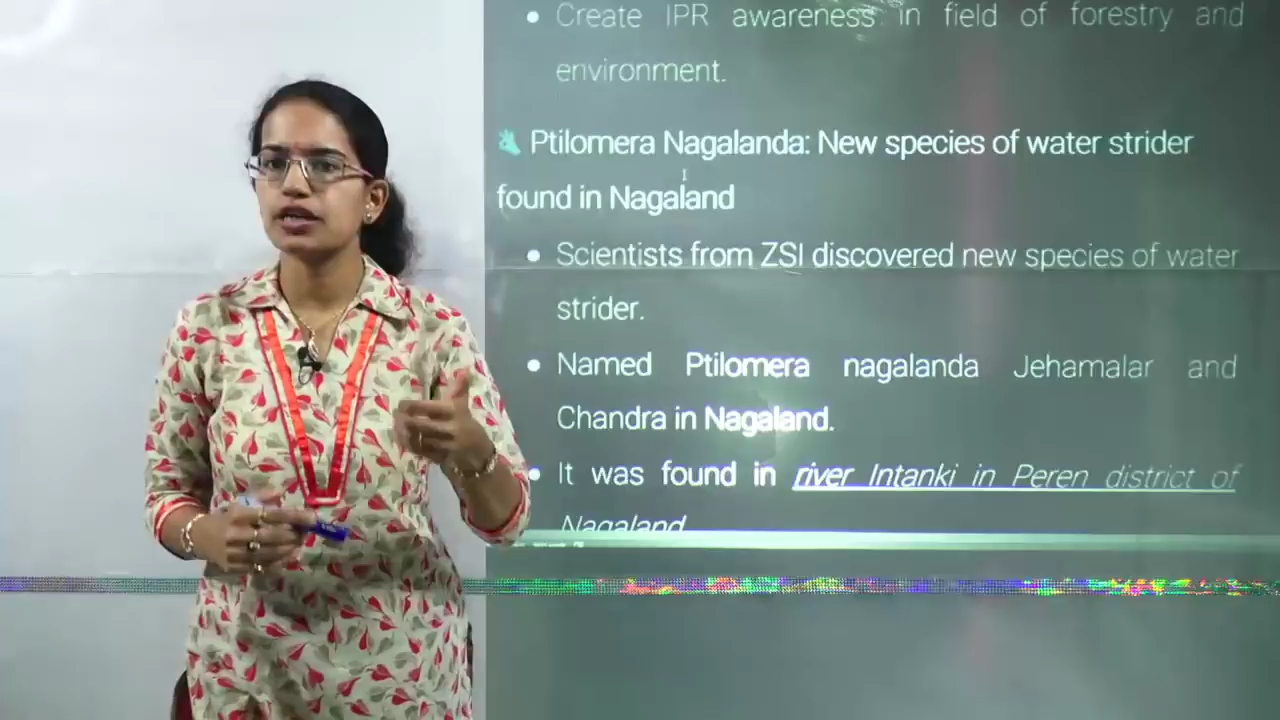 Create IPR awareness in field of forestry and
environment.
Ptilomera Nagalanda: New species of water strider
found in Nagaland
Scientists from ZSI discovered new species of water
strider.
Named Ptilomera nagalanda Jehamalar and
Chandra in Nagaland.
It was found in river Intanki in Peren district of
Nagaland